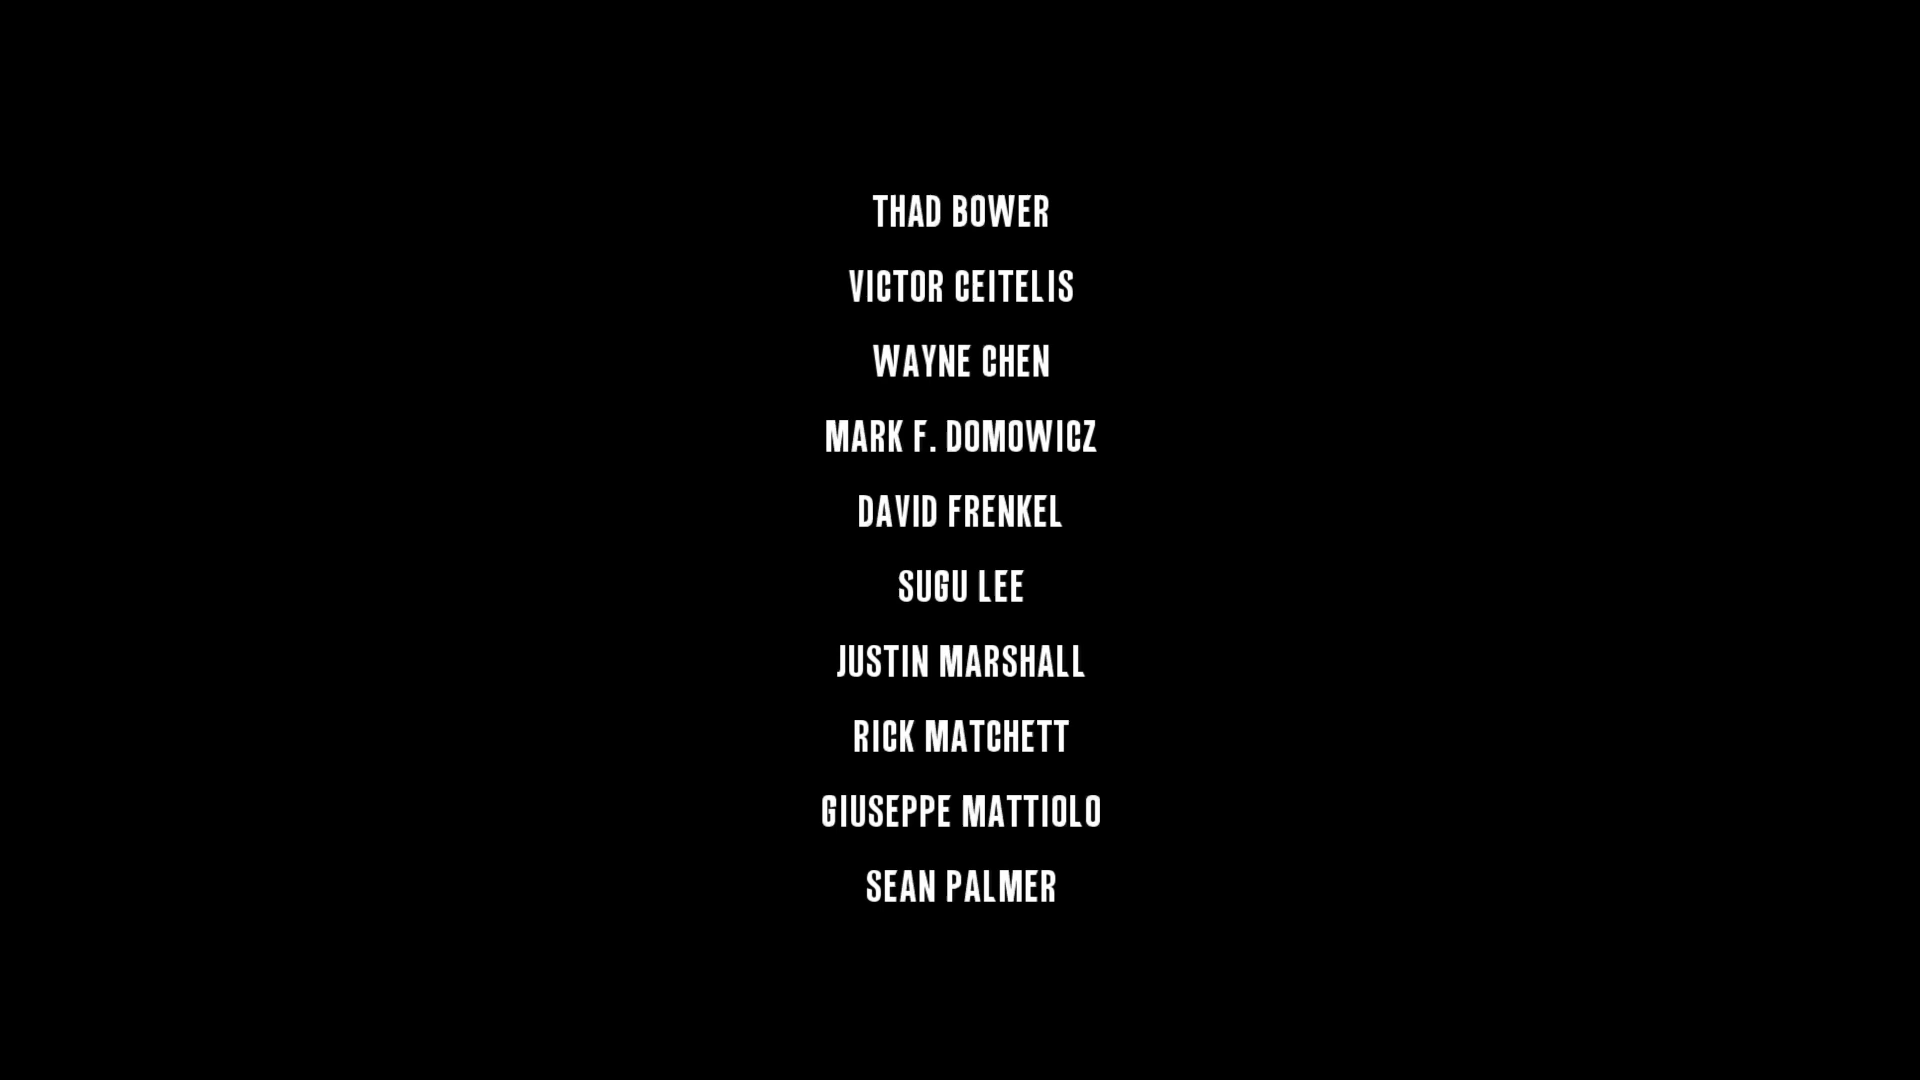 THAD BOWER
VICTOR CEITELIS
WAYNE CHEN
MARK F. DOMOWICZ
DAVID FRENKEL
SUGU LEE
JUSTIN MARSHALL
RICK MATCHETT
GIUSEPPE MATTIOLO
SEAN PALMER